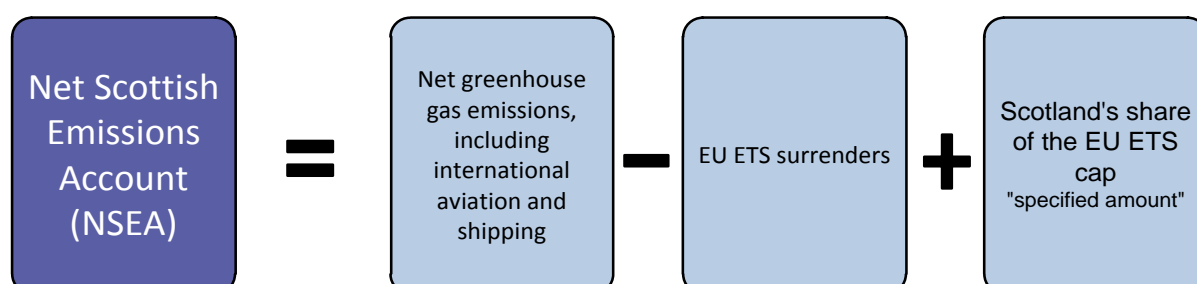 Net Scottish
Emissions
Account
(NSEA)
=
Net greenhouse
gas emissions,
including
international
aviation and
shipping
−
EU ETS surrenders
+
Scotland's share
of the EU ETS
cap
"specified amount"